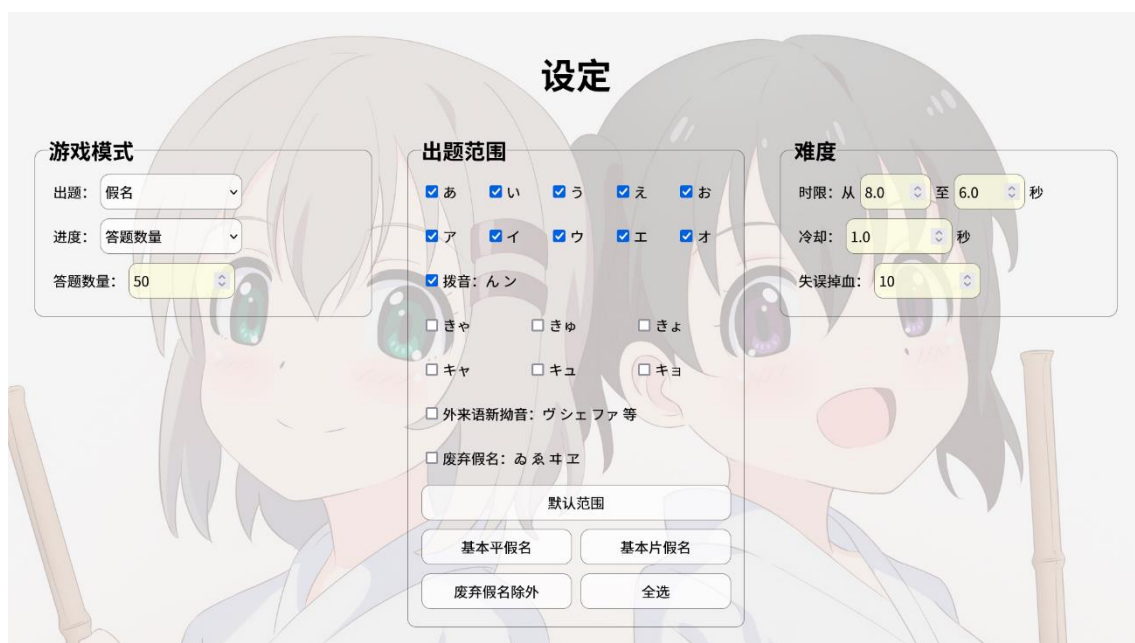 设定
游戏模式
出题： 假名
进度： 答题数量
答题数量： 50
出题范围
あ い う え お
ア イ ウ エ オ
拨音：ん ン
きゃ きゅ きょ
キャ キュ キョ
外来语新拗音：ヴ シェ ファ 等
废弃假名：ゐ ゑ ヰ ヱ
默认范围
基本平假名 基本片假名
废弃假名除外 全选
难度
时限：从 8.0 至 6.0 秒
冷却： 1.0 秒
失误掉血： 10